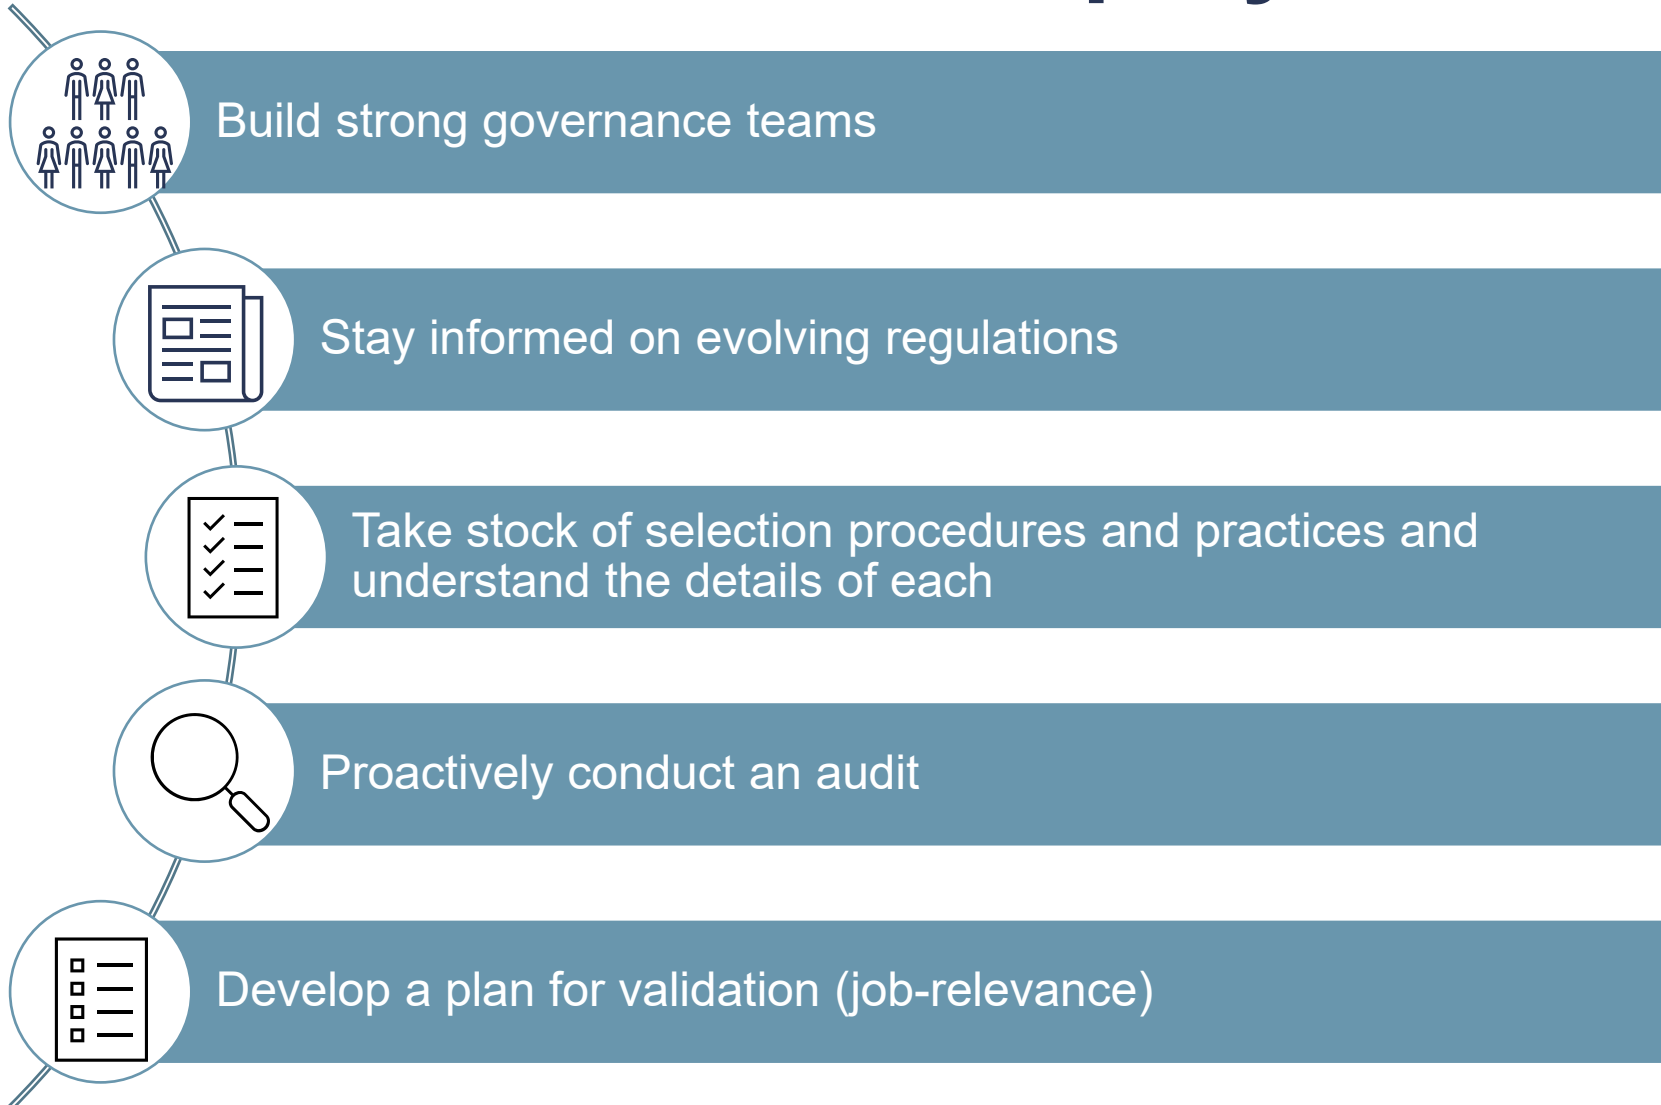 Build strong governance teams
Stay informed on evolving regulations
Take stock of selection procedures and practices and
understand the details of each
Proactively conduct an audit
Develop a plan for validation (job-relevance)